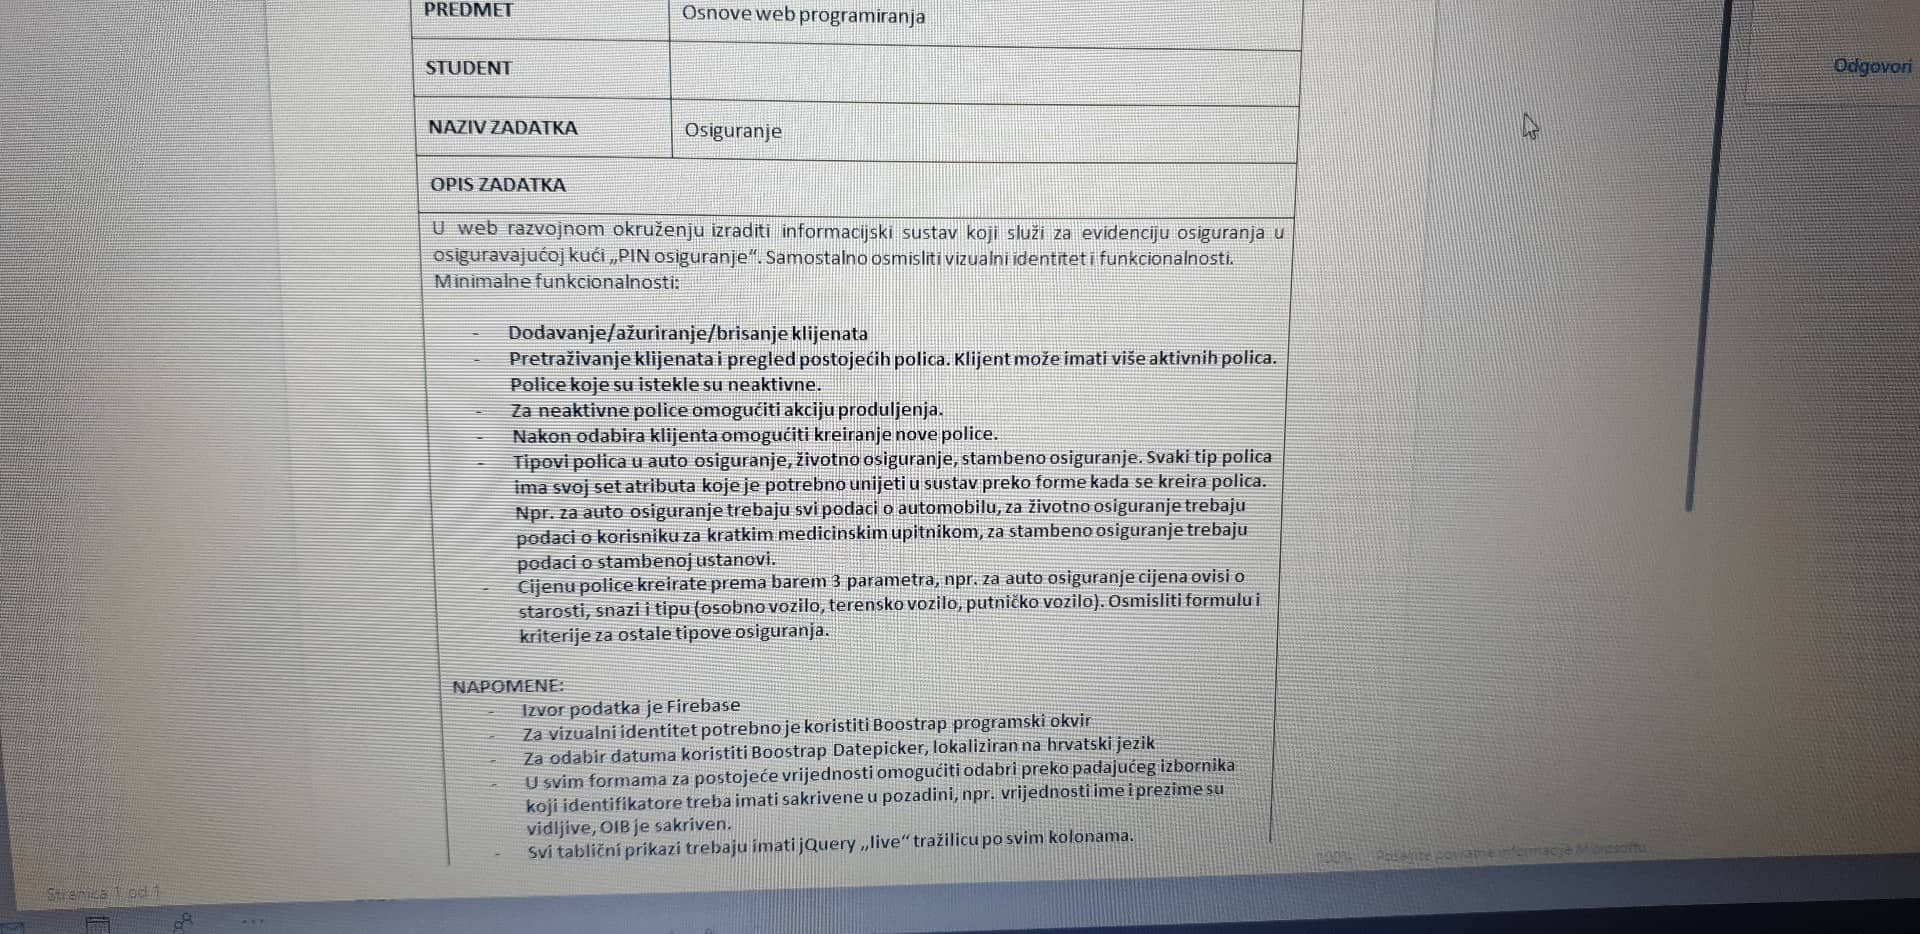 PREDMET Osnove web programiranja
Odgovori
STUDENT
NAZIV ZADATKA Osiguranje
OPIS ZADATKA
U web razvojnom okruženju izraditi informacijski sustav koji služi za evidenciju osiguranja u
osiguravajućoj kući „PIN osiguranje“. Samostalno osmisliti vizualni identitet i funkcionalnosti.
Minimalne funkcionalnosti:
- Dodavanje/ažuriranje/brisanje klijenata
- Pretraživanje klijenata i pregled postojećih polica. Klijent može imati više aktivnih polica.
Police koje su istekle su neaktivne.
- Za neaktivne police omogućiti akciju produljenja.
- Nakon odabira klijenta omogućiti kreiranje nove police.
- Tipovi polica u auto osiguranje, životno osiguranje, stambeno osiguranje. Svaki tip polica
ima svoj set atributa koje je potrebno unijeti u sustav preko forme kada se kreira polica.
Npr. za auto osiguranje trebaju svi podaci o automobilu, za životno osiguranje trebaju
podaci o korisniku za kratkim medicinskim upitnikom, za stambeno osiguranje trebaju
podaci o stambenoj ustanovi.
- Cijenu police kreirate prema barem 3 parametra, npr. za auto osiguranje cijena ovisi o
starosti, snazi i tipu (osobno vozilo, terensko vozilo, putničko vozilo). Osmisliti formulu i
kriterije za ostale tipove osiguranja.
NAPOMENE:
- Izvor podatka je Firebase
- Za vizualni identitet potrebno je koristiti Boostrap programski okvir
- Za odabir datuma koristiti Boostrap Datepicker, lokaliziran na hrvatski jezik
- U svim formama za postojeće vrijednosti omogućiti odabri preko padajućeg izbornika
koji identifikatore treba imati sakrivene u pozadini, npr. vrijednosti ime i prezime su
vidljive, OIB je sakriven.
- Svi tablični prikazi trebaju imati jQuery „live“ tražilicu po svim kolonama.
100% Pošaljite povratne informacije Microsoftu
Stranica 1 od 1